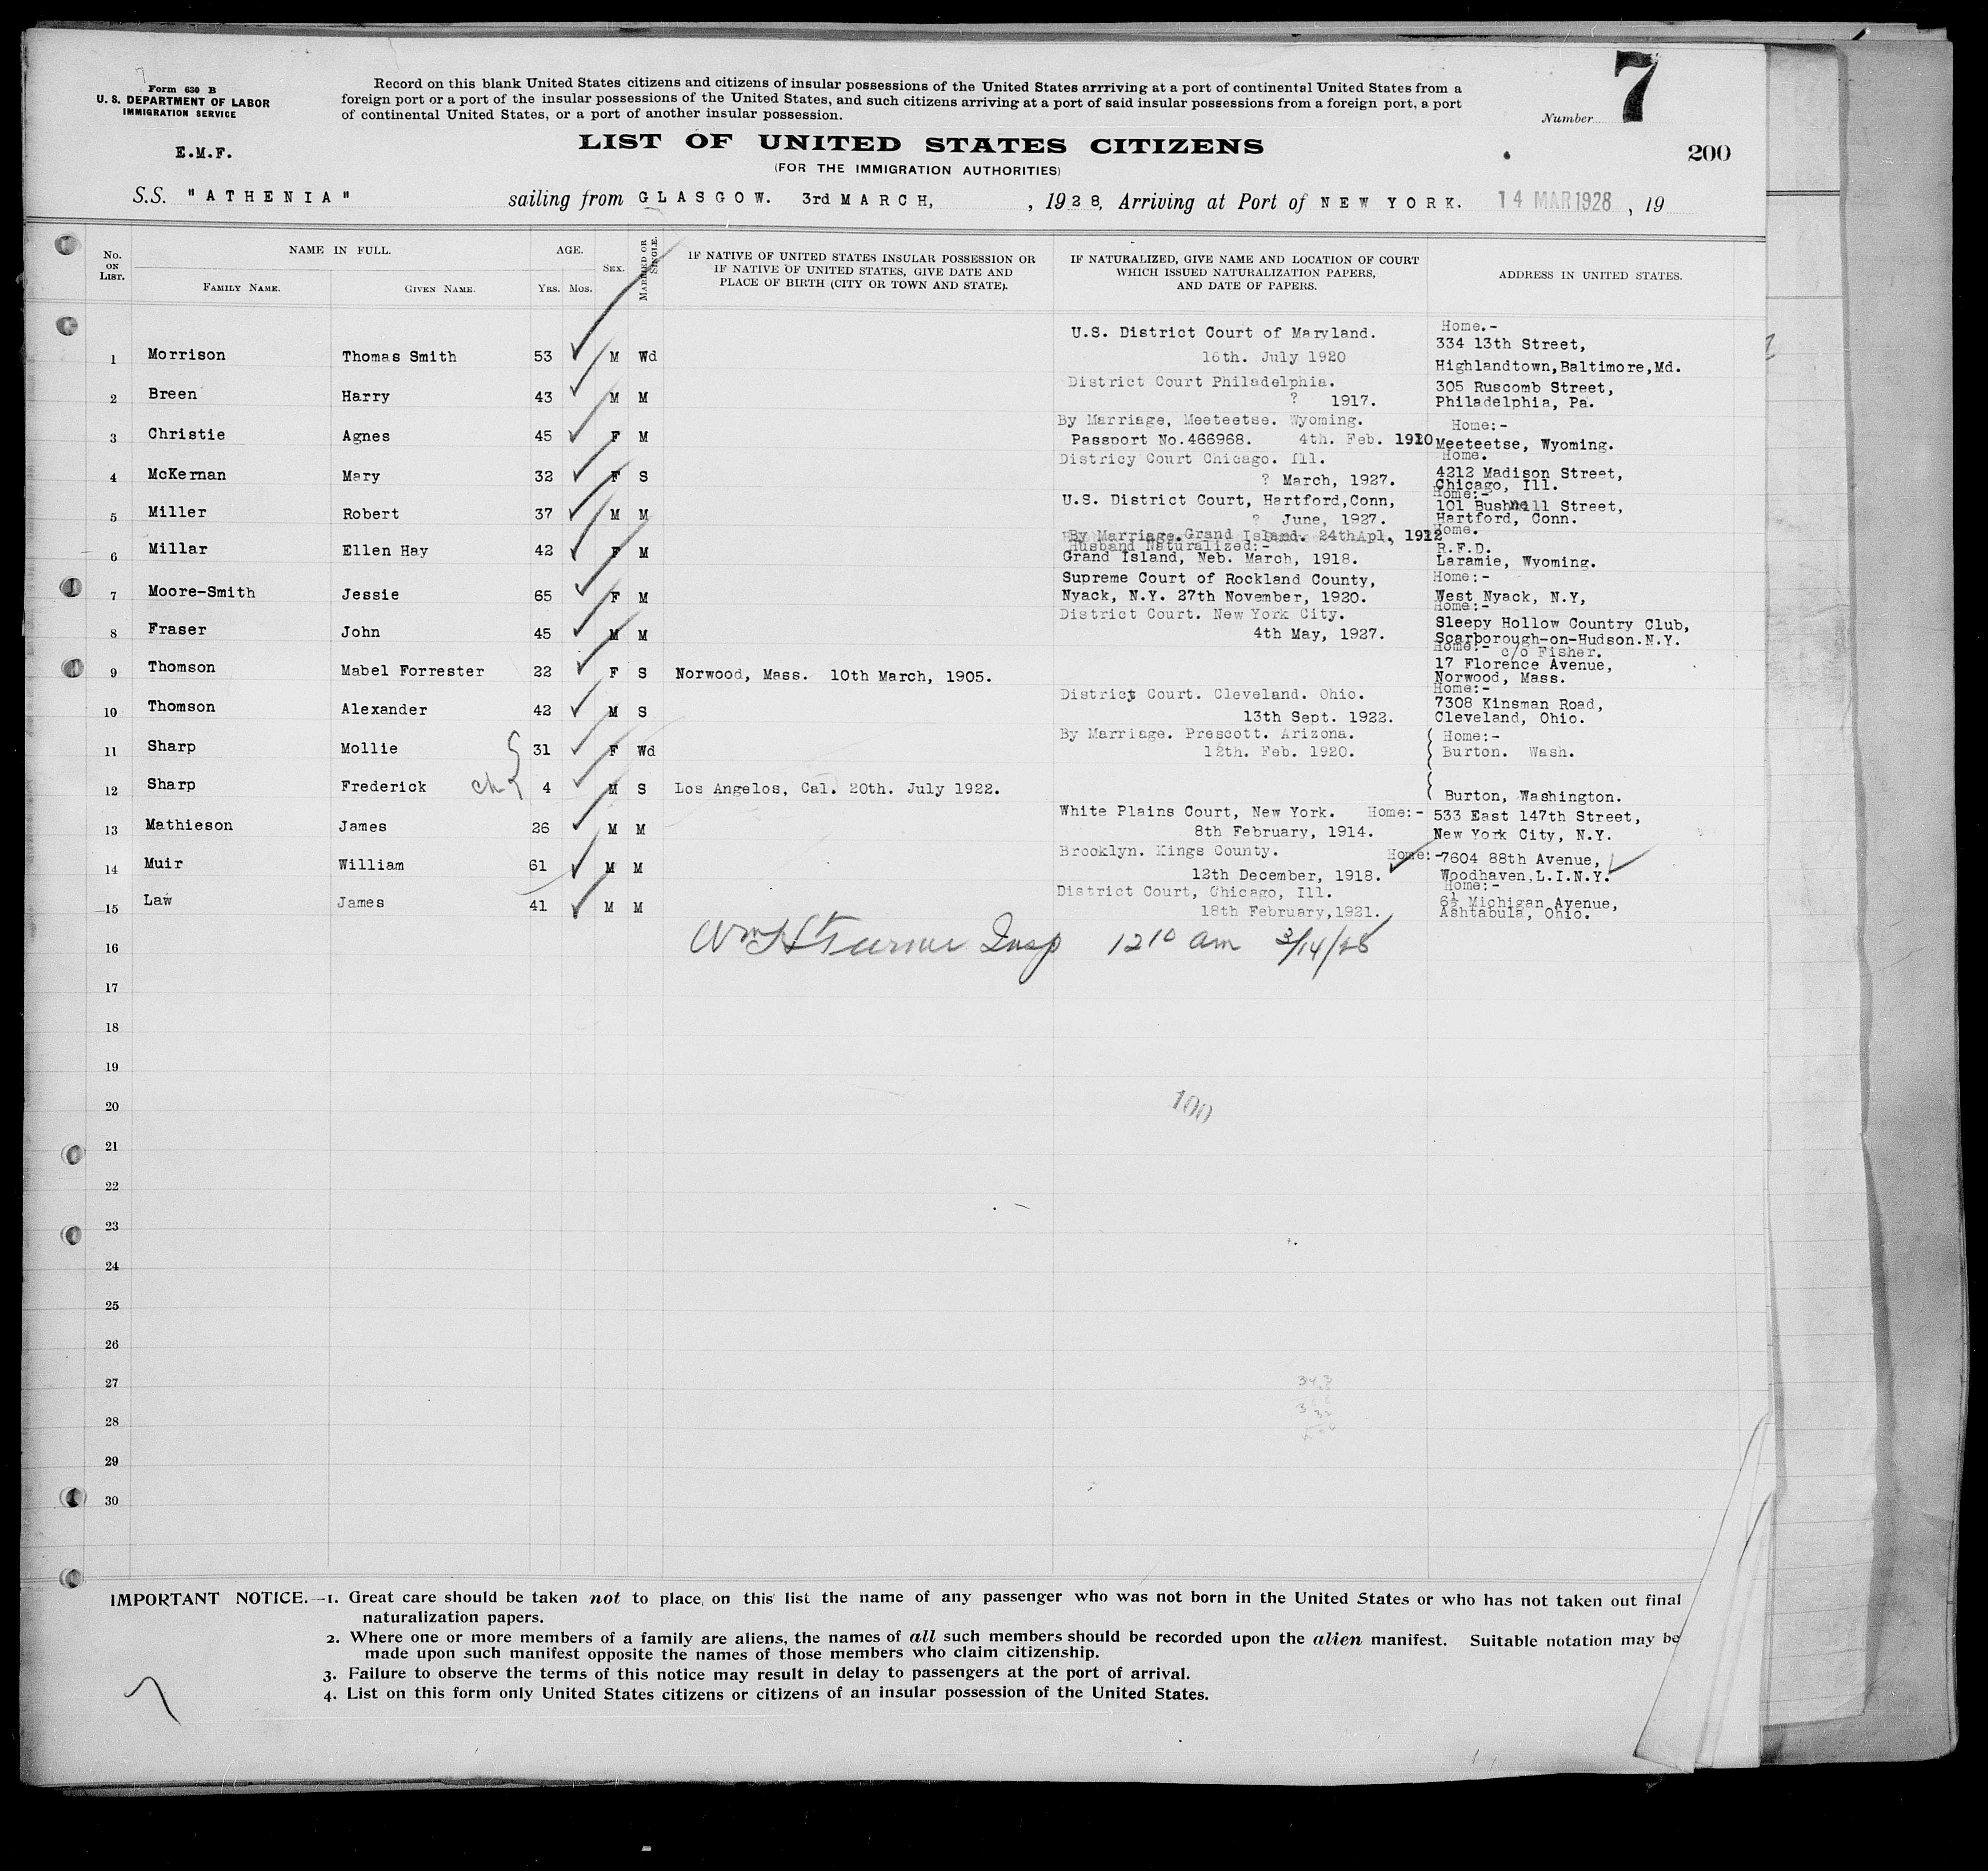 Form 630 B
U. S. DEPARTMENT OF LABOR
IMMIGRATION SERVICE
Record on this blank United States citizens and citizens of insular possessions of the United States arrriving at a port of continental United States from a
foreign port or a port of the insular possessions of the United States, and such citizens arriving at a port of said insular possessions from a foreign port, a port
of continental United States, or a port of another insular possession.
Number 7
E.M.F.
LIST OF UNITED STATES CITIZENS
200
(FOR THE IMMIGRATION AUTHORITIES)
S.S. "ATHENIA" sailing from GLASGOW. 3rd MARCH, , 1928, Arriving at Port of NEW YORK. 14 MAR 1928 , 19
No. ON LIST. NAME IN FULL. FAMILY NAME. GIVEN NAME. AGE. YRS. MOS. SEX. MARRIED OR SINGLE. IF NATIVE OF UNITED STATES INSULAR POSSESSION OR IF NATIVE OF UNITED STATES, GIVE DATE AND PLACE OF BIRTH (CITY OR TOWN AND STATE). IF NATURALIZED, GIVE NAME AND LOCATION OF COURT WHICH ISSUED NATURALIZATION PAPERS, AND DATE OF PAPERS. ADDRESS IN UNITED STATES.
1 Morrison Thomas Smith 53 M Wd U.S. District Court of Maryland. 16th. July 1920 Home.- 334 13th Street, Highlandtown,Baltimore,Md.
2 Breen Harry 43 M M District Court Philadelphia. ? 1917. 305 Ruscomb Street, Philadelphia, Pa.
3 Christie Agnes 45 F M By Marriage, Meeteetse. Wyoming. Passport No.466968. 4th. Feb. 1910 Home:- Meeteetse, Wyoming.
4 McKernan Mary 32 F S Districy Court Chicago. Ill. ? March, 1927. Home. 4212 Madison Street, Chicago, Ill.
5 Miller Robert 37 M M U.S. District Court, Hartford,Conn, ? June, 1927. Home:- 101 Bushnell Street, Hartford, Conn.
6 Millar Ellen Hay 42 F M By Marriage.Grand Island. 24thApl., 1912 Husband Naturalized:- Grand Island, Neb. March, 1918. Home. R.F.D. Laramie, Wyoming.
7 Moore-Smith Jessie 65 F M Supreme Court of Rockland County, Nyack, N.Y. 27th November, 1920. Home:- West Nyack, N.Y,
8 Fraser John 45 M M District Court. New York City. 4th May, 1927. Home:- Sleepy Hollow Country Club, Scarborough-on-Hudson.N.Y.
9 Thomson Mabel Forrester 22 F S Norwood, Mass. 10th March, 1905. Home:- c/o Fisher. 17 Florence Avenue, Norwood, Mass.
10 Thomson Alexander 42 M S District Court. Cleveland. Ohio. 13th Sept. 1922. Home:- 7308 Kinsman Road, Cleveland, Ohio.
11 Sharp Mollie 31 F Wd By Marriage. Prescott. Arizona. 12th. Feb. 1920. Home:- Burton. Wash.
12 Sharp Frederick ch 4 M S Los Angelos, Cal. 20th. July 1922. Burton, Washington.
13 Mathieson James 26 M M White Plains Court, New York. 8th February, 1914. Home:- 533 East 147th Street, New York City, N.Y.
14 Muir William 61 M M Brooklyn. Kings County. 12th December, 1918. Home:- 7604 88th Avenue, Woodhaven,L.I.N.Y.
15 Law James 41 M M District Court, Chicago, Ill. 18th February,1921. Home:- 6½ Michigan Avenue, Ashtabula, Ohio.
16 Insp 12 10 am 3/14/28
17
18
19
20
100
21
22
23
24
25
26
27
28
29
30
IMPORTANT NOTICE.—1. Great care should be taken not to place on this list the name of any passenger who was not born in the United States or who has not taken out final
naturalization papers.
2. Where one or more members of a family are aliens, the names of all such members should be recorded upon the alien manifest. Suitable notation may be
made upon such manifest opposite the names of those members who claim citizenship.
3. Failure to observe the terms of this notice may result in delay to passengers at the port of arrival.
4. List on this form only United States citizens or citizens of an insular possession of the United States.